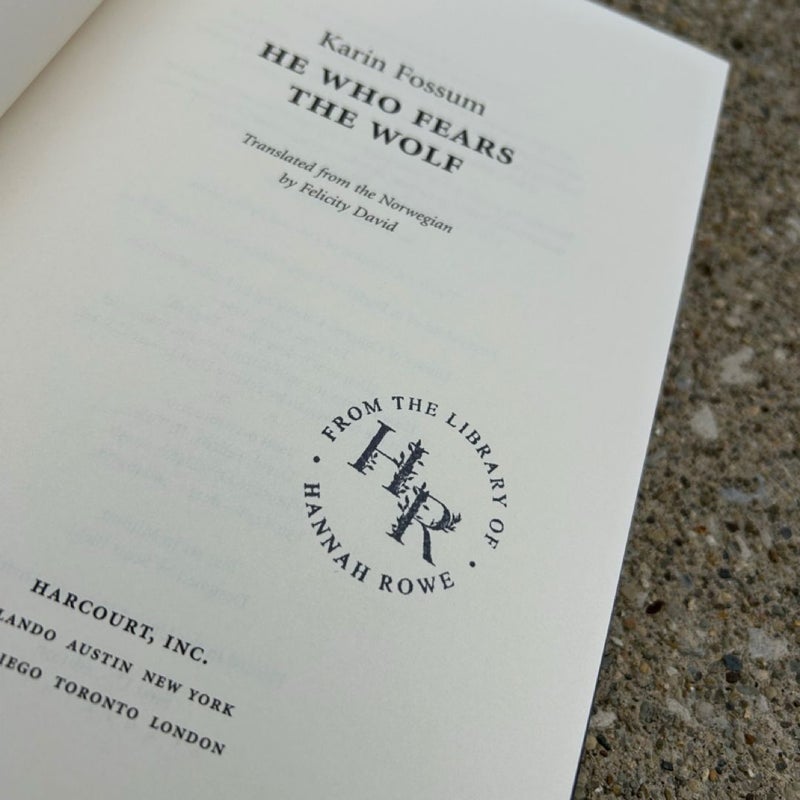 Karin Fossum
HE WHO FEARS
THE WOLF
Translated from the Norwegian
by Felicity David
FROM THE LIBRARY OF
HR
HANNAH ROWE
HARCOURT, INC.
AUSTIN NEW YORK
TORONTO LONDON